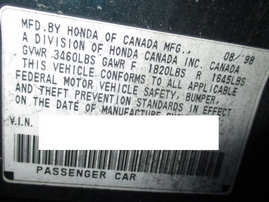 MFD.BY HONDA OF CANADA MFG., 08/98
A DIVISION OF HONDA CANADA INC. CANADA
GVWR 3460LBS GAWR F 1820LBS R 1645LBS
THIS VEHICLE CONFORMS TO ALL APPLICABLE
FEDERAL MOTOR VEHICLE SAFETY, BUMPER,
AND THEFT PREVENTION STANDARDS IN EFFECT
ON THE DATE OF MANUFACTURE
V.I.N.
PASSENGER CAR